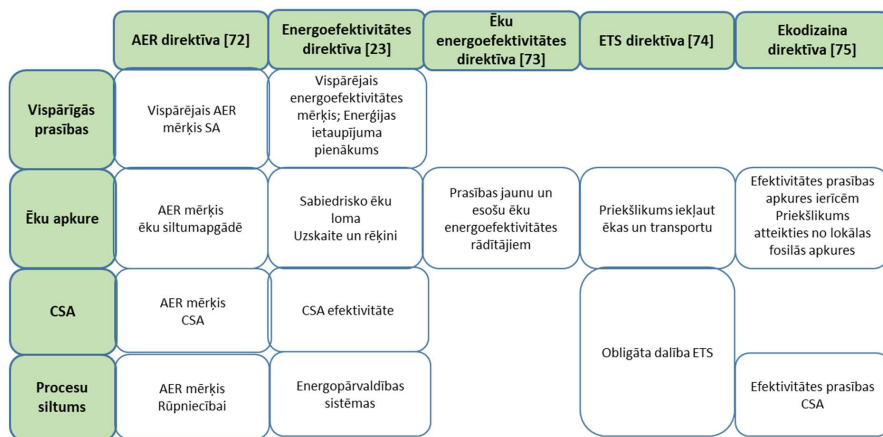 AER direktīva [72]
Energoefektivitātes
direktīva [23]
Ēku
energoefektivitātes
direktīva [73]
ETS direktīva [74]
Ekodizaina
direktīva [75]
Vispārīgās
prasības
Vispārējais AER
mērķis SA
Vispārējais
energoefektivitātes
mērķis; Enerģijas
ietaupījuma
pienākums
Ēku apkure
AER mērķis
ēku siltumapgādē
Sabiedrisko ēku
loma
Uzskaite un rēķini
Prasības jaunu un
esošu ēku
energoefektivitātes
rādītājiem
Priekšlikums iekļaut
ēkas un transportu
Efektivitātes prasības
apkures ierīcēm
Priekšlikums
atteikties no lokālas
fosilās apkures
CSA
AER mērķis
CSA
CSA efektivitāte
Obligāta dalība ETS
Procesu
siltums
AER mērķis
Rūpniecībai
Energopārvaldības
sistēmas
Efektivitātes prasības
CSA